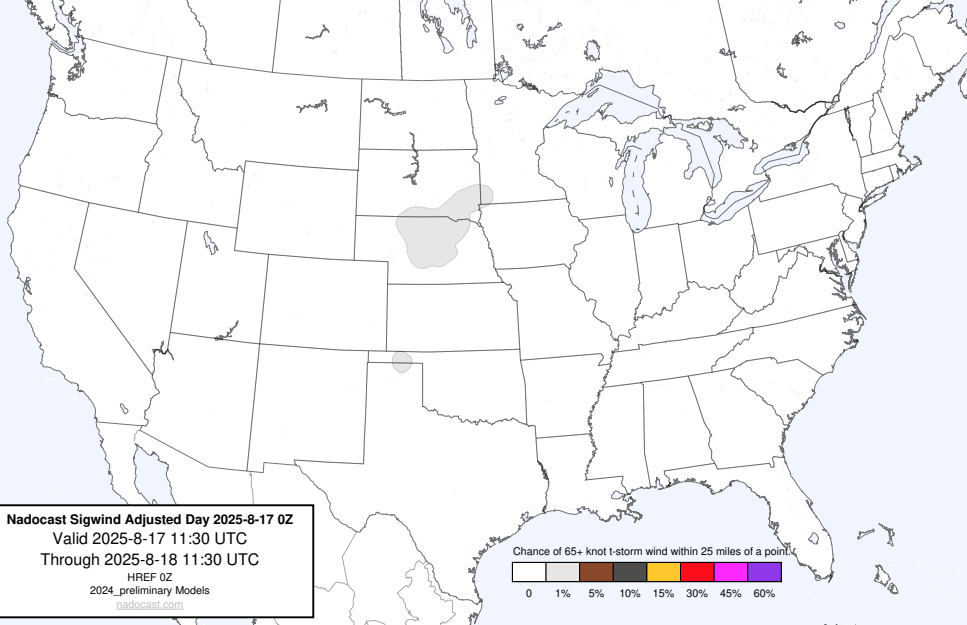 Nadocast Sigwind Adjusted Day 2025-8-17 0Z
Valid 2025-8-17 11:30 UTC
Through 2025-8-18 11:30 UTC
HREF 0Z
2024_preliminary Models
nadocast.com
Chance of 65+ knot t-storm wind within 25 miles of a point.
0 1% 5% 10% 15% 30% 45% 60%